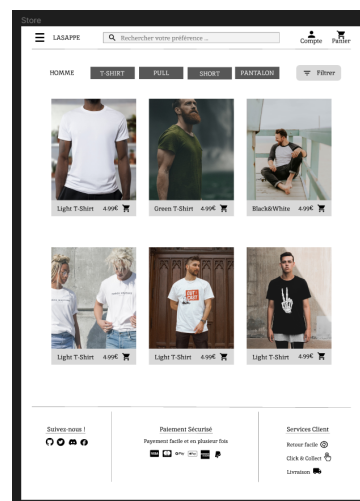 Store
LASAPPE
Rechercher votre préférence ...
Compte
Panier
HOMME
T-SHIRT
PULL
SHORT
PANTALON
Filtrer
Light T-Shirt 4.99€
Green T-Shirt 4.99€
Black&White 4.99€
Light T-Shirt 4.99€
Light T-Shirt 4.99€
Light T-Shirt 4.99€
Suivez-nous !
Paiement Sécurisé
Services Client
Payement facile et en plusieur fois
Retour facile
Click & Collect
Livraison